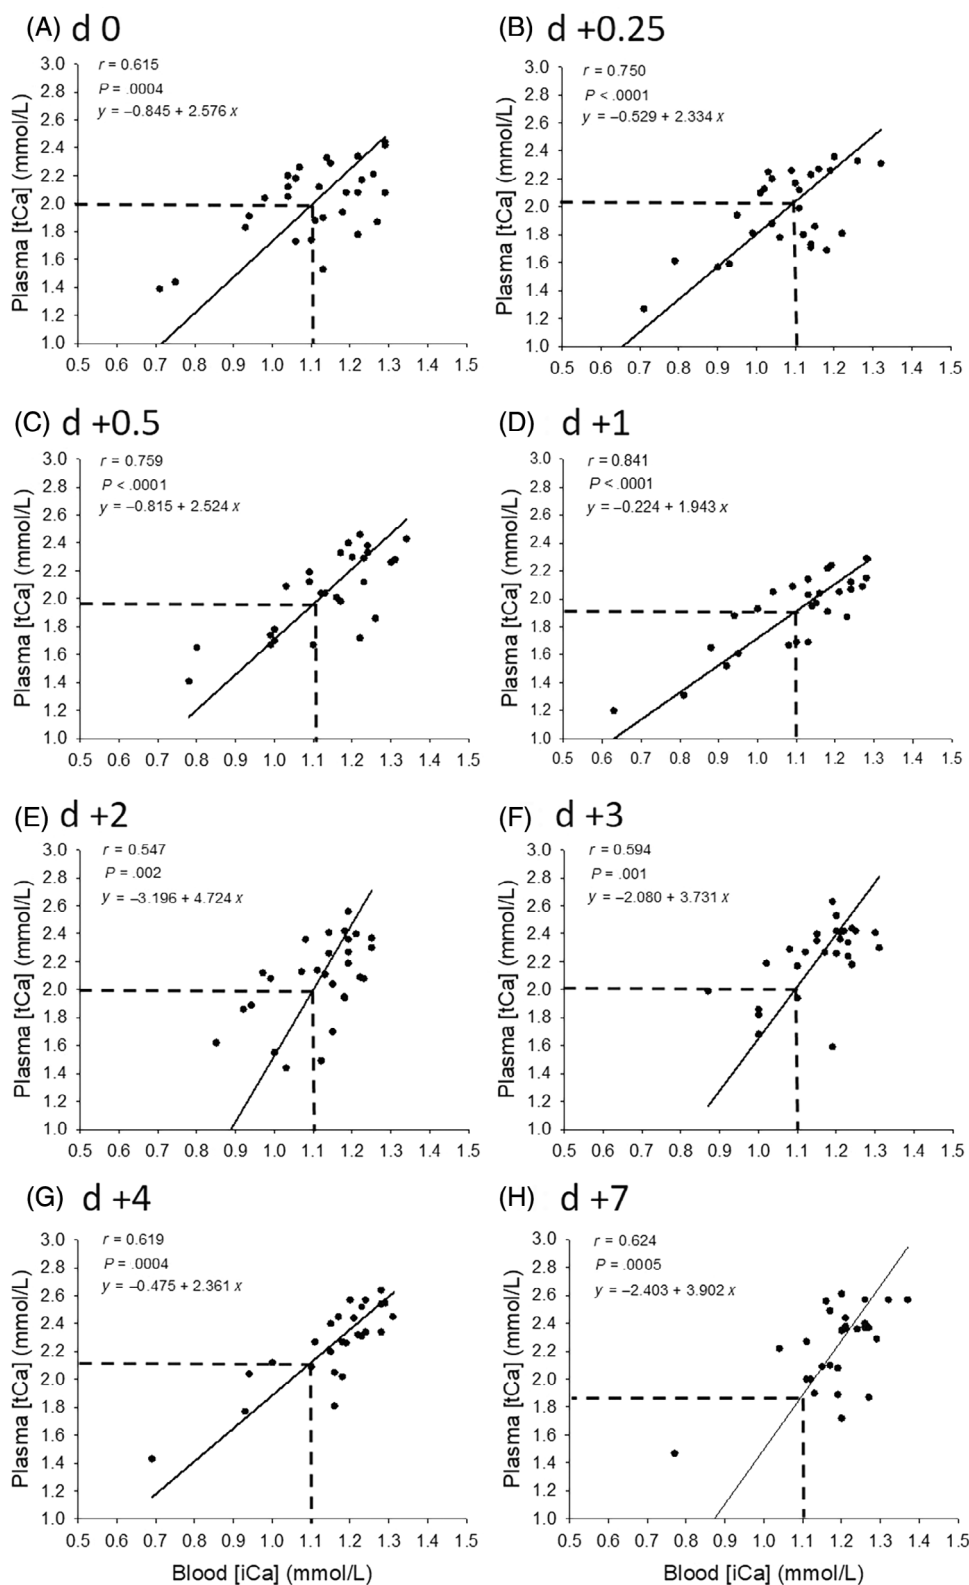 (A) d 0
r = 0.615
P = .0004
y = −0.845 + 2.576 x
Plasma [tCa] (mmol/L)
3.0
2.8
2.6
2.4
2.2
2.0
1.8
1.6
1.4
1.2
1.0
0.5 0.6 0.7 0.8 0.9 1.0 1.1 1.2 1.3 1.4 1.5
(B) d +0.25
r = 0.750
P < .0001
y = −0.529 + 2.334 x
Plasma [tCa] (mmol/L)
3.0
2.8
2.6
2.4
2.2
2.0
1.8
1.6
1.4
1.2
1.0
0.5 0.6 0.7 0.8 0.9 1.0 1.1 1.2 1.3 1.4 1.5
(C) d +0.5
r = 0.759
P < .0001
y = −0.815 + 2.524 x
Plasma [tCa] (mmol/L)
3.0
2.8
2.6
2.4
2.2
2.0
1.8
1.6
1.4
1.2
1.0
0.5 0.6 0.7 0.8 0.9 1.0 1.1 1.2 1.3 1.4 1.5
(D) d +1
r = 0.841
P < .0001
y = −0.224 + 1.943 x
Plasma [tCa] (mmol/L)
3.0
2.8
2.6
2.4
2.2
2.0
1.8
1.6
1.4
1.2
1.0
0.5 0.6 0.7 0.8 0.9 1.0 1.1 1.2 1.3 1.4 1.5
(E) d +2
r = 0.547
P = .002
y = −3.196 + 4.724 x
Plasma [tCa] (mmol/L)
3.0
2.8
2.6
2.4
2.2
2.0
1.8
1.6
1.4
1.2
1.0
0.5 0.6 0.7 0.8 0.9 1.0 1.1 1.2 1.3 1.4 1.5
(F) d +3
r = 0.594
P = .001
y = −2.080 + 3.731 x
Plasma [tCa] (mmol/L)
3.0
2.8
2.6
2.4
2.2
2.0
1.8
1.6
1.4
1.2
1.0
0.5 0.6 0.7 0.8 0.9 1.0 1.1 1.2 1.3 1.4 1.5
(G) d +4
r = 0.619
P = .0004
y = −0.475 + 2.361 x
Plasma [tCa] (mmol/L)
3.0
2.8
2.6
2.4
2.2
2.0
1.8
1.6
1.4
1.2
1.0
0.5 0.6 0.7 0.8 0.9 1.0 1.1 1.2 1.3 1.4 1.5
Blood [iCa] (mmol/L)
(H) d +7
r = 0.624
P = .0005
y = −2.403 + 3.902 x
Plasma [tCa] (mmol/L)
3.0
2.8
2.6
2.4
2.2
2.0
1.8
1.6
1.4
1.2
1.0
0.5 0.6 0.7 0.8 0.9 1.0 1.1 1.2 1.3 1.4 1.5
Blood [iCa] (mmol/L)